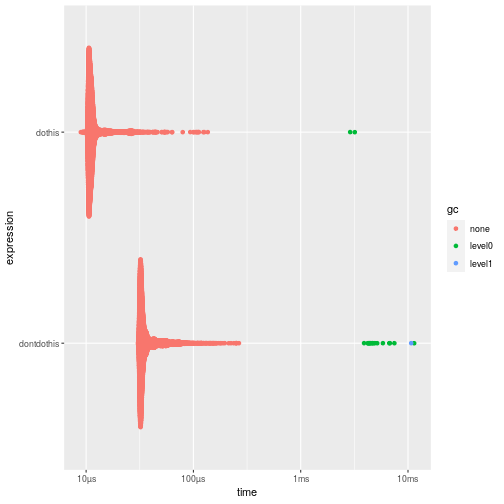 dothis
dontdothis
expression
10µs
100µs
1ms
10ms
time
gc
none
level0
level1